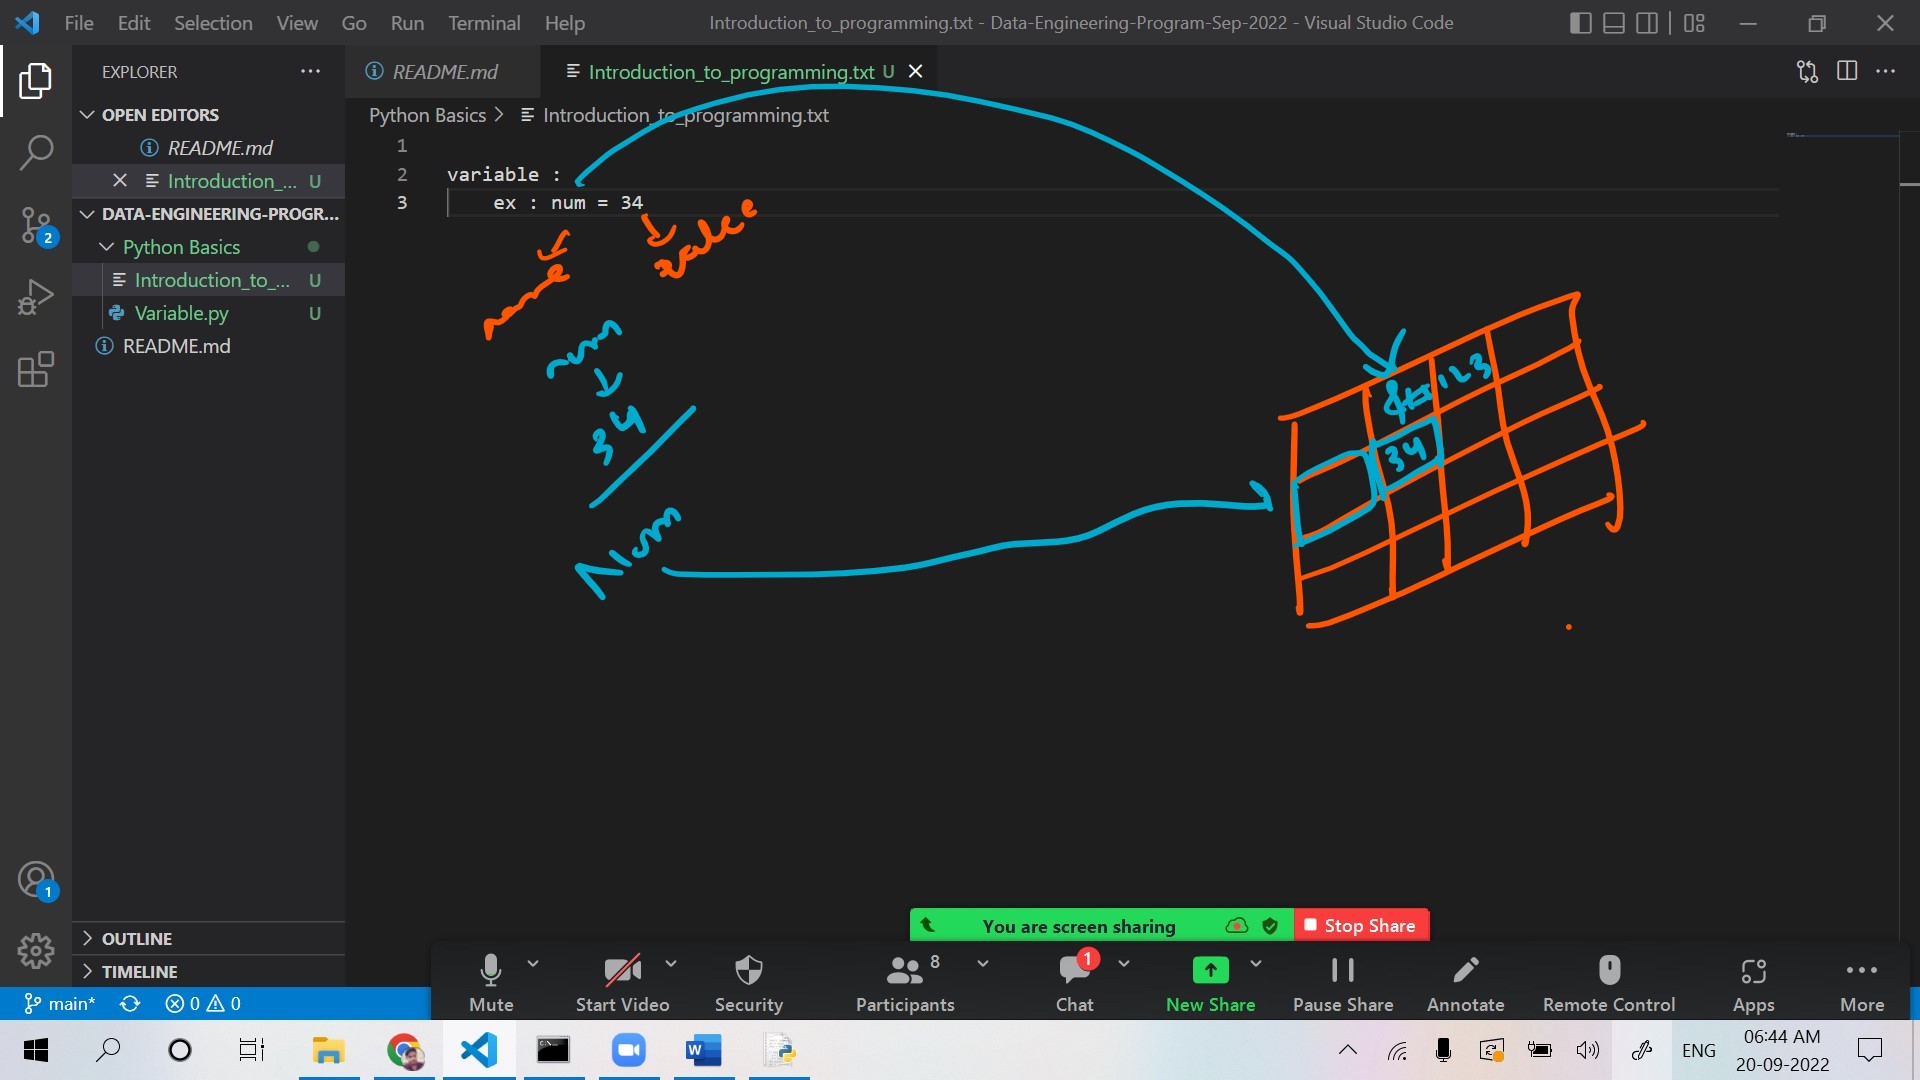 File Edit Selection View Go Run Terminal Help
Introduction_to_programming.txt - Data-Engineering-Program-Sep-2022 - Visual Studio Code
EXPLORER
README.md
Introduction_to_programming.txt U
OPEN EDITORS
README.md
Introduction_... U
DATA-ENGINEERING-PROGR...
Python Basics
Introduction_to_... U
Variable.py U
README.md
OUTLINE
TIMELINE
2
1
Python Basics > Introduction_to_programming.txt
1
2 variable :
3 ex : num = 34
name
value
num
34
Num
123
34
You are screen sharing
Stop Share
Mute
Start Video
Security
8
Participants
1
Chat
New Share
Pause Share
Annotate
Remote Control
Apps
More
main* 0 0
W
ENG
06:44 AM
20-09-2022